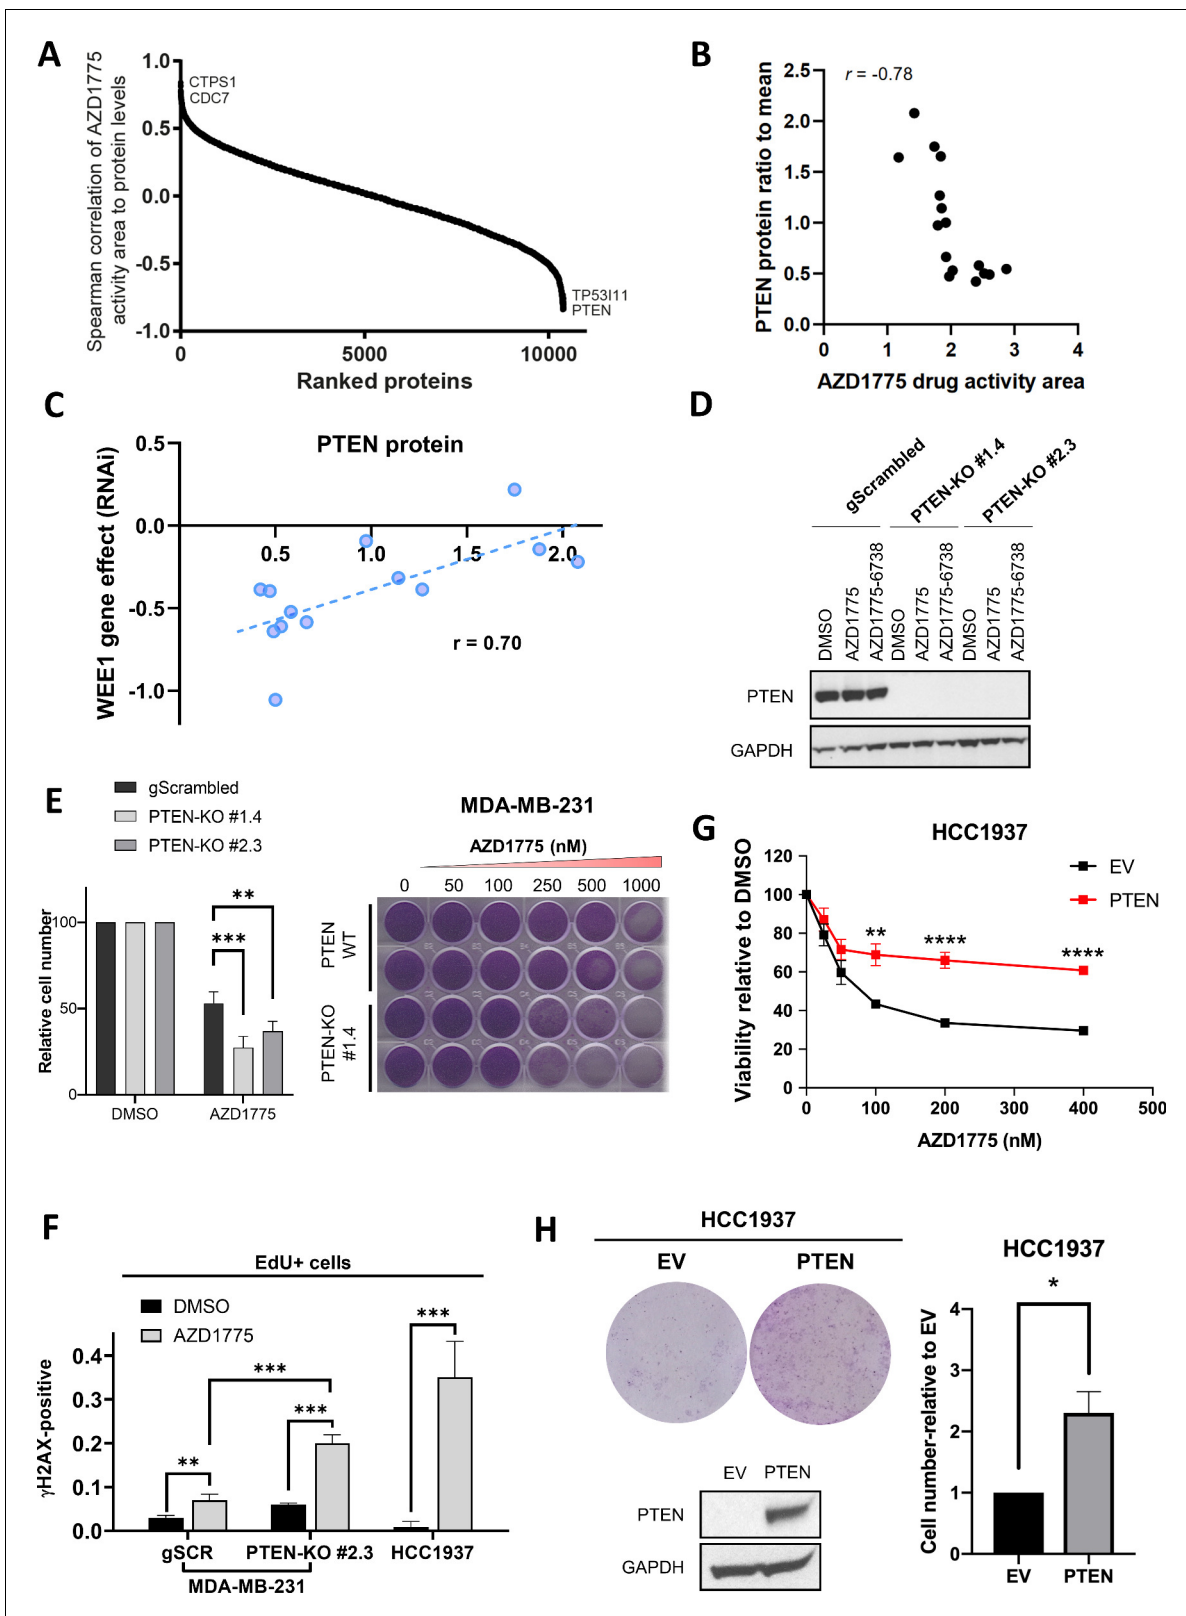 A
Spearman correlation of AZD1775
activity area to protein levels
1.0
0.5
0.0
-0.5
-1.0
CTPS1
CDC7
TP53I11
PTEN
0
5000
10000
Ranked proteins
B
r = -0.78
PTEN protein ratio to mean
2.5
2.0
1.5
1.0
0.5
0.0
0
1
2
3
4
AZD1775 drug activity area
C
PTEN protein
WEE1 gene effect (RNAi)
0.5
0.0
-0.5
-1.0
0.5
1.0
1.5
2.0
r = 0.70
D
gScrambled
PTEN-KO #1.4
PTEN-KO #2.3
DMSO
AZD1775
AZD1775-6738
DMSO
AZD1775
AZD1775-6738
DMSO
AZD1775
AZD1775-6738
PTEN
GAPDH
E
gScrambled
PTEN-KO #1.4
PTEN-KO #2.3
Relative cell number
100
50
0
**
***
DMSO
AZD1775
MDA-MB-231
AZD1775 (nM)
0 50 100 250 500 1000
PTEN
WT
PTEN-KO
#1.4
G
HCC1937
Viability relative to DMSO
120
100
80
60
40
20
0
EV
PTEN
**
****
****
0 100 200 300 400 500
AZD1775 (nM)
F
EdU+ cells
DMSO
AZD1775
γH2AX-positive
0.4
0.3
0.2
0.1
0.0
**
***
***
***
gSCR
PTEN-KO #2.3
HCC1937
MDA-MB-231
H
HCC1937
EV
PTEN
EV PTEN
PTEN
GAPDH
HCC1937
Cell number-relative to EV
4
3
2
1
0
*
EV
PTEN